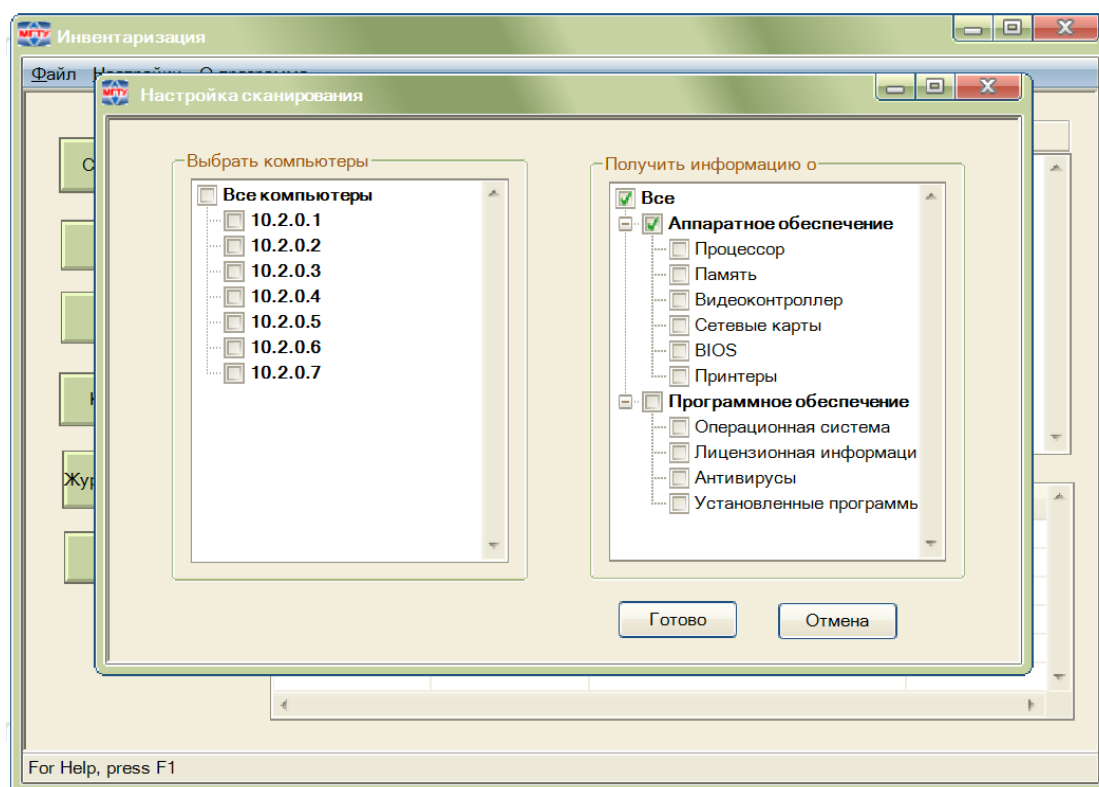 МГТУ Инвентаризация
Файл
МГТУ Настройка сканирования
Выбрать компьютеры
Все компьютеры
10.2.0.1
10.2.0.2
10.2.0.3
10.2.0.4
10.2.0.5
10.2.0.6
10.2.0.7
Получить информацию о
Все
Аппаратное обеспечение
Процессор
Память
Видеоконтроллер
Сетевые карты
BIOS
Принтеры
Программное обеспечение
Операционная система
Лицензионная информаци
Антивирусы
Установленные программы
Готово
Отмена
For Help, press F1